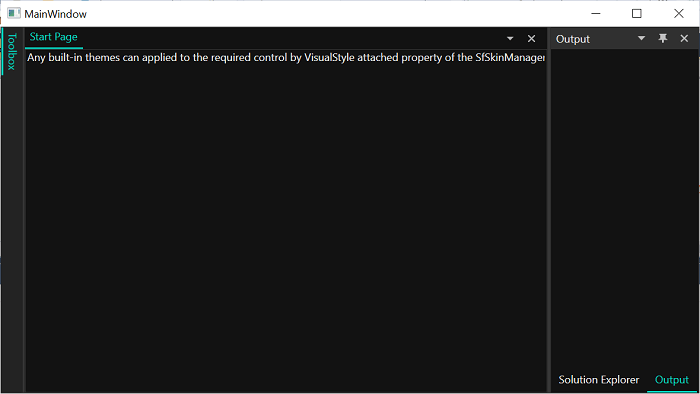 MainWindow
Toolbox
Start Page
Output
Any built-in themes can applied to the required control by VisualStyle attached property of the SfSkinManager
Solution Explorer Output